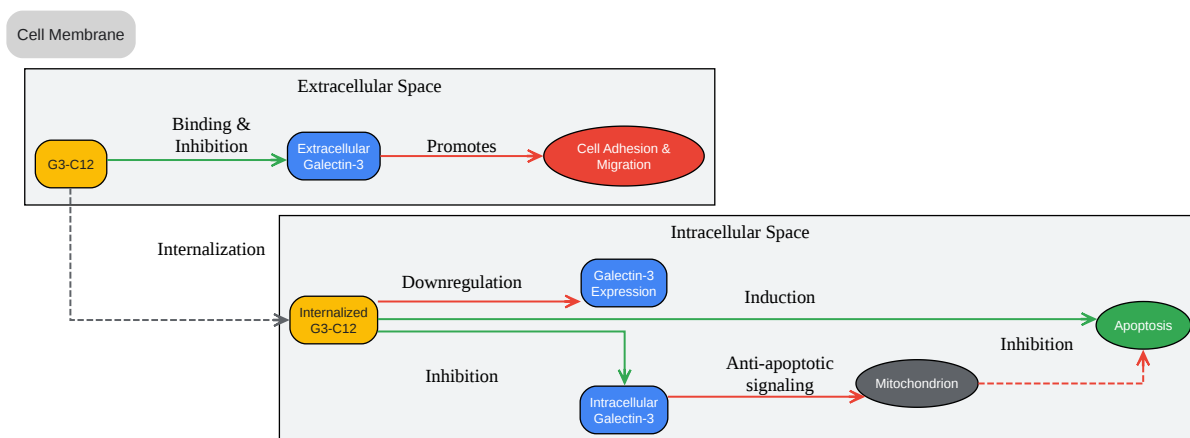 Cell Membrane
Extracellular Space
Binding &
Inhibition
G3-C12
Extracellular
Galectin-3
Promotes
Cell Adhesion &
Migration
Internalization
Intracellular Space
Downregulation
Galectin-3
Expression
Internalized
G3-C12
Induction
Apoptosis
Inhibition
Inhibition
Intracellular
Galectin-3
Anti-apoptotic
signaling
Mitochondrion